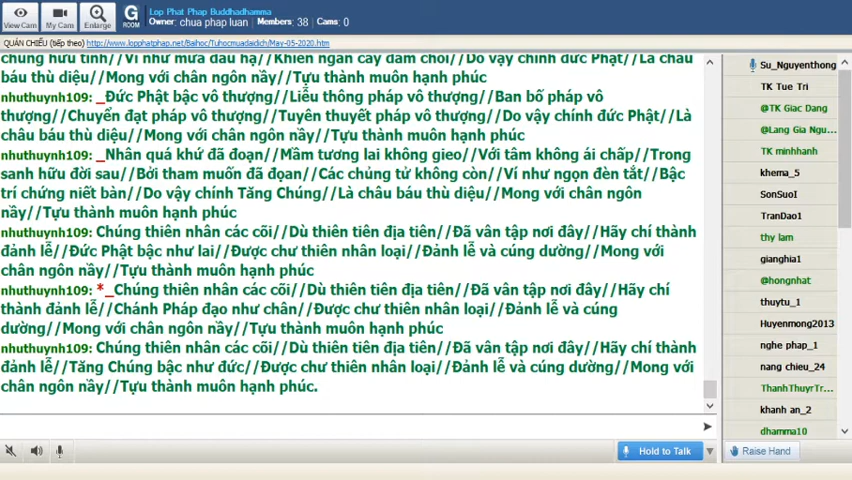 Lop Phat Phap Buddhadhamma
Owner: chua phap luan Members: 38 Cams: 0
View Cam
My Cam
Enlarge
G
ROOM
QUÁN CHIẾU (tiếp theo) http://www.lopphatphap.net/Baihoc/Tuhocmuadaidich/May-05-2020.htm
chúng hữu tình//Ví như mưa đầu hạ//Khiến ngàn cây đâm chồi//Do vậy chính đức Phật//Là châu
báu thù diệu//Mong với chân ngôn nầy//Tựu thành muôn hạnh phúc
nhuthuynh109: _Đức Phật bậc vô thượng//Liễu thông pháp vô thượng//Ban bố pháp vô
thượng//Chuyển đạt pháp vô thượng//Tuyên thuyết pháp vô thượng//Do vậy chính đức Phật//Là
châu báu thù diệu//Mong với chân ngôn nầy//Tựu thành muôn hạnh phúc
nhuthuynh109: _Nhân quá khứ đã đoạn//Mầm tương lai không gieo//Với tâm không ái chấp//Trong
sanh hữu đời sau//Bởi tham muốn đã đọan//Các chủng tử không còn//Ví như ngọn đèn tắt//Bậc
trí chứng niết bàn//Do vậy chính Tăng Chúng//Là châu báu thù diệu//Mong với chân ngôn
nầy//Tựu thành muôn hạnh phúc
nhuthuynh109: Chúng thiên nhân các cõi//Dù thiên tiên địa tiên//Đã vân tập nơi đây//Hãy chí thành
đảnh lễ//Đức Phật bậc như lai//Được chư thiên nhân loại//Đảnh lễ và cúng dường//Mong với
chân ngôn nầy//Tựu thành muôn hạnh phúc
nhuthuynh109: *_Chúng thiên nhân các cõi//Dù thiên tiên địa tiên//Đã vân tập nơi đây//Hãy chí
thành đảnh lễ//Chánh Pháp đạo như chân//Được chư thiên nhân loại//Đảnh lễ và cúng
dường//Mong với chân ngôn nầy//Tựu thành muôn hạnh phúc
nhuthuynh109: Chúng thiên nhân các cõi//Dù thiên tiên địa tiên//Đã vân tập nơi đây//Hãy chí thành
đảnh lễ//Tăng Chúng bậc như đức//Được chư thiên nhân loại//Đảnh lễ và cúng dường//Mong với
chân ngôn nầy//Tựu thành muôn hạnh phúc.
Hold to Talk
Su_Nguyenthong
TK Tue Tri
@TK Giac Dang
@Lang Gia Ngu...
TK minhhanh
khema_5
SonSuoI
TranDao1
thy lam
gianghia1
@hongnhat
thuytu_1
Huyenmong2013
nghe phap_1
nang chieu_24
ThanhThuyrTr...
khanh an_2
dhamma10
Raise Hand